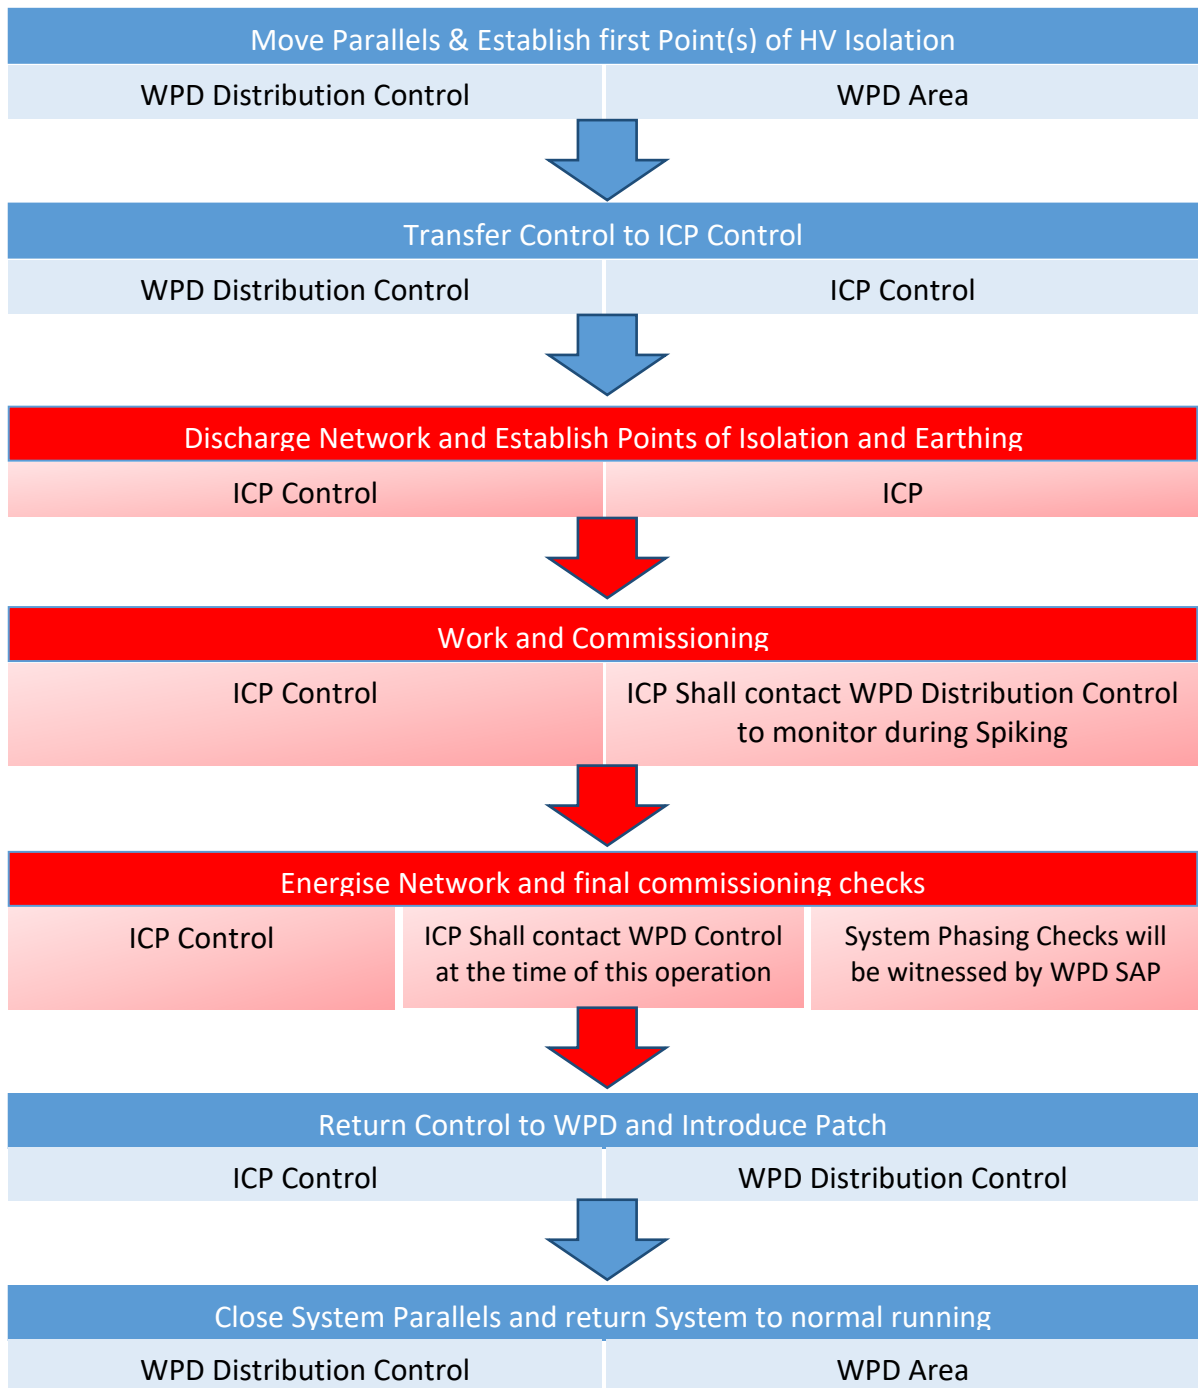 Move Parallels & Establish first Point(s) of HV Isolation
WPD Distribution Control
WPD Area
Transfer Control to ICP Control
WPD Distribution Control
ICP Control
Discharge Network and Establish Points of Isolation and Earthing
ICP Control
ICP
Work and Commissioning
ICP Control
ICP Shall contact WPD Distribution Control
to monitor during Spiking
Energise Network and final commissioning checks
ICP Control
ICP Shall contact WPD Control
at the time of this operation
System Phasing Checks will
be witnessed by WPD SAP
Return Control to WPD and Introduce Patch
ICP Control
WPD Distribution Control
Close System Parallels and return System to normal running
WPD Distribution Control
WPD Area